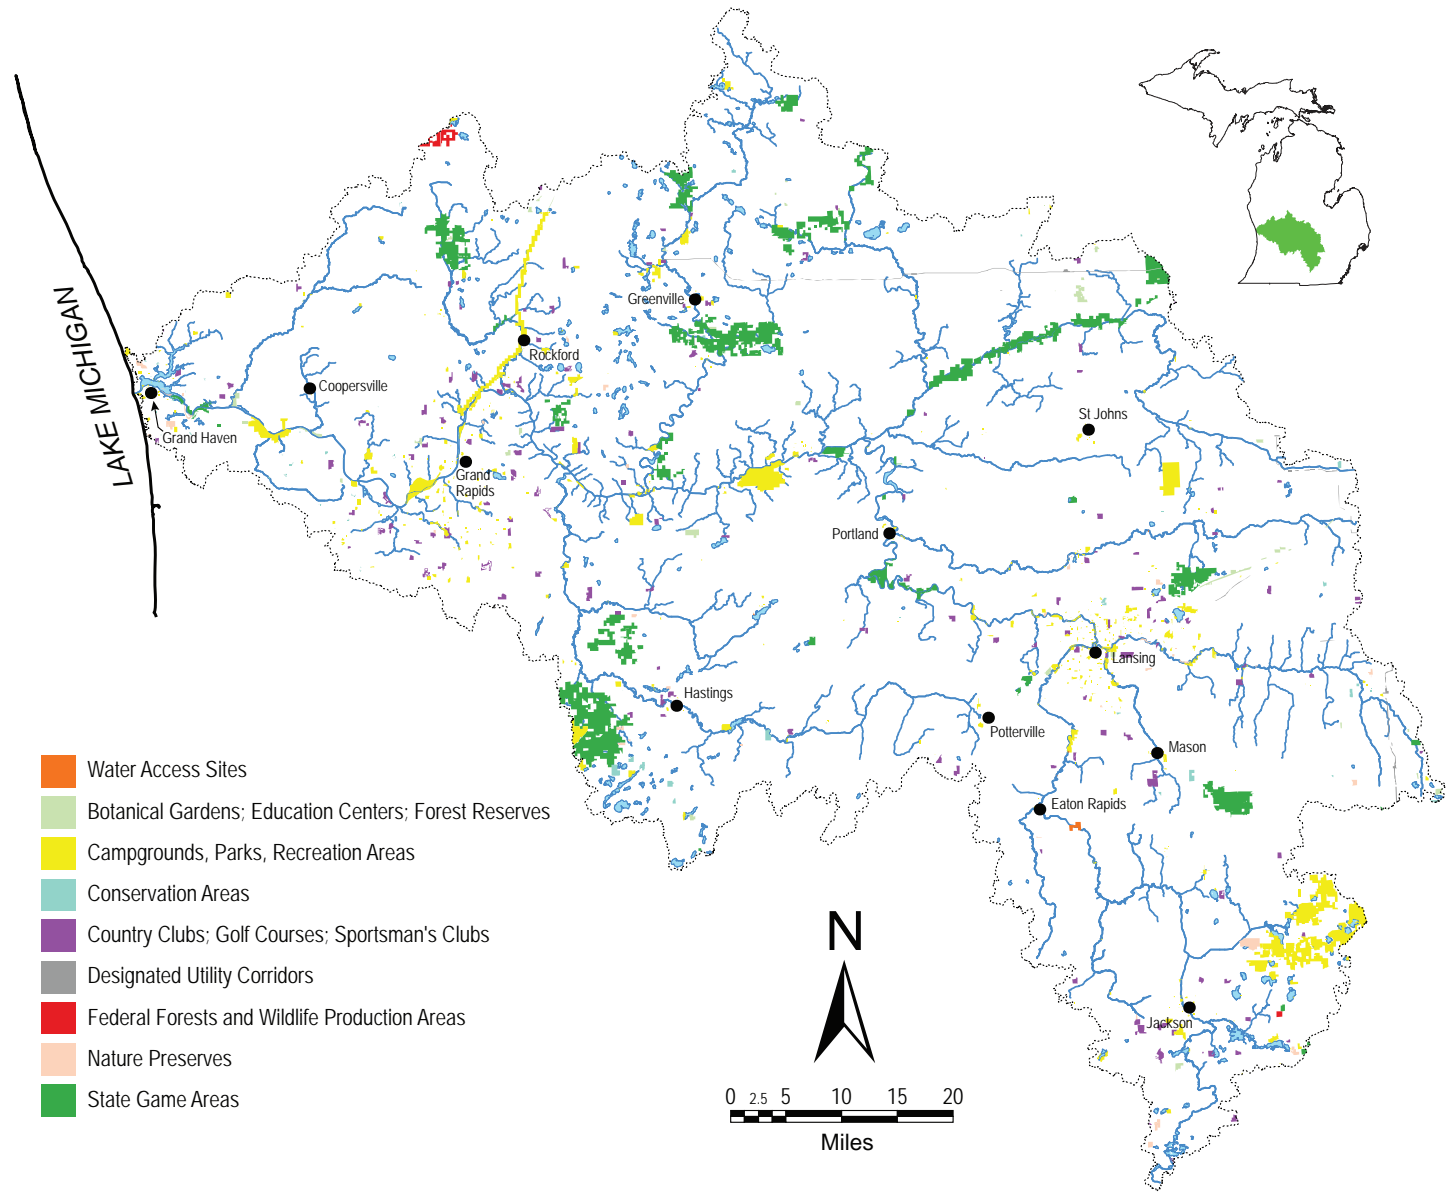 LAKE MICHIGAN
Greenville
Rockford
Coopersville
Grand Haven
St Johns
Grand
Rapids
Portland
Lansing
Hastings
Potterville
Mason
Eaton Rapids
Jackson
Water Access Sites
Botanical Gardens; Education Centers; Forest Reserves
Campgrounds, Parks, Recreation Areas
Conservation Areas
Country Clubs; Golf Courses; Sportsman's Clubs
Designated Utility Corridors
Federal Forests and Wildlife Production Areas
Nature Preserves
State Game Areas
N
0 2.5 5 10 15 20
Miles